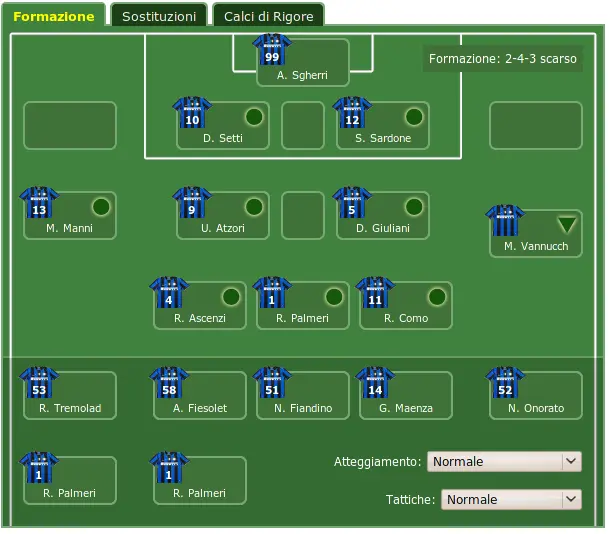 Formazione
Sostituzioni
Calci di Rigore
99
A. Sgherri
Formazione: 2-4-3 scarso
10
D. Setti
12
S. Sardone
13
M. Manni
9
U. Atzori
5
D. Giuliani
M. Vannucch
4
R. Ascenzi
1
R. Palmeri
11
R. Como
53
R. Tremolad
58
A. Fiesolet
51
N. Fiandino
14
G. Maenza
52
N. Onorato
1
R. Palmeri
1
R. Palmeri
Atteggiamento: Normale
Tattiche: Normale